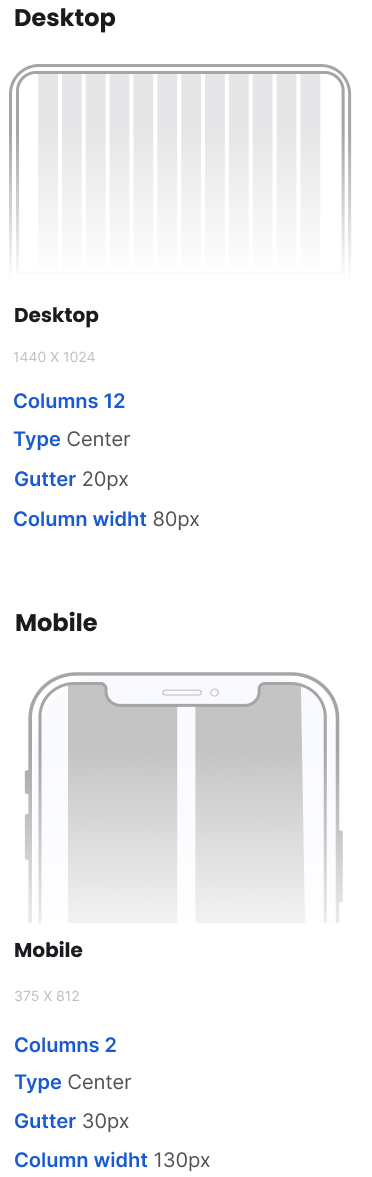 Desktop
Desktop
1440 X 1024
Columns 12
Type Center
Gutter 20px
Column widht 80px
Mobile
Mobile
375 X 812
Columns 2
Type Center
Gutter 30px
Column widht 130px